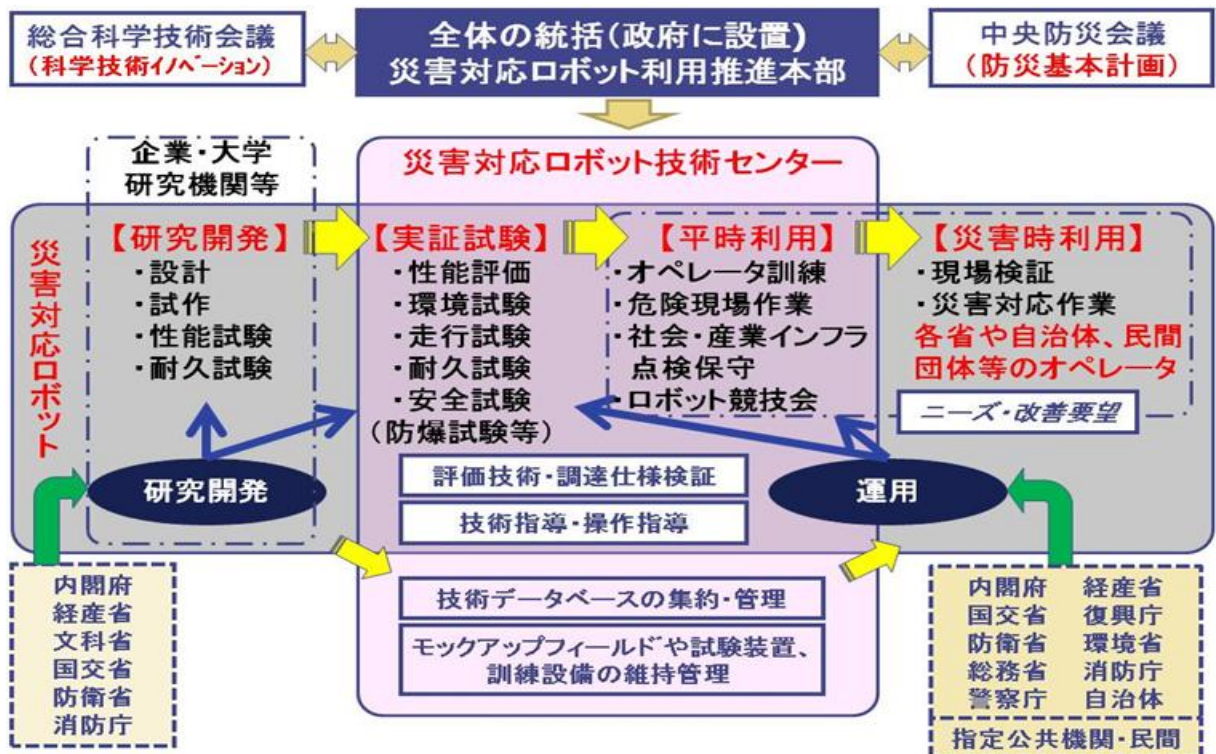 総合科学技術会議
（科学技術イノベーション）
全体の統括(政府に設置)
災害対応ロボット利用推進本部
中央防災会議
（防災基本計画）
企業・大学
研究機関等
災害対応ロボット技術センター
災害対応ロボット
【研究開発】
・設計
・試作
・性能試験
・耐久試験
【実証試験】
・性能評価
・環境試験
・走行試験
・耐久試験
・安全試験
（防爆試験等）
【平時利用】
・オペレータ訓練
・危険現場作業
・社会・産業インフラ
点検保守
・ロボット競技会
【災害時利用】
・現場検証
・災害対応作業
各省や自治体、民間
団体等のオペレータ
ニーズ・改善要望
研究開発
評価技術・調達仕様検証
技術指導・操作指導
運用
技術データベースの集約・管理
モックアップフィールドや試験装置、
訓練設備の維持管理
内閣府
経産省
文科省
国交省
防衛省
消防庁
内閣府 経産省
国交省 復興庁
防衛省 環境省
総務省 消防庁
警察庁 自治体
指定公共機関・民間